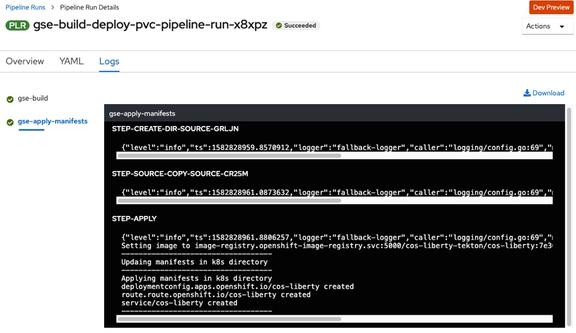 Pipeline Runs > Pipeline Run Details
Dev Preview
PLR gse-build-deploy-pvc-pipeline-run-x8xpz Succeeded
Actions
Overview YAML Logs
gse-build
gse-apply-manifests
Download
gse-apply-manifests
STEP-CREATE-DIR-SOURCE-GRLJN
{"level":"info","ts":1582828959.8570912,"logger":"fallback-logger","caller":"logging/config.go:69","
STEP-SOURCE-COPY-SOURCE-CR2SM
{"level":"info","ts":1582828961.0873632,"logger":"fallback-logger","caller":"logging/config.go:69","
STEP-APPLY
{"level":"info","ts":1582828961.8806257,"logger":"fallback-logger","caller":"logging/config.go:69","
Setting image to image-registry.openshift-image-registry.svc:5000/cos-liberty-tekton/cos-liberty:7e3
----------------------------------
Updaing manifests in k8s directory
----------------------------------
Applying manifests in k8s directory
deploymentconfig.apps.openshift.io/cos-liberty created
route.route.openshift.io/cos-liberty created
service/cos-liberty created
----------------------------------